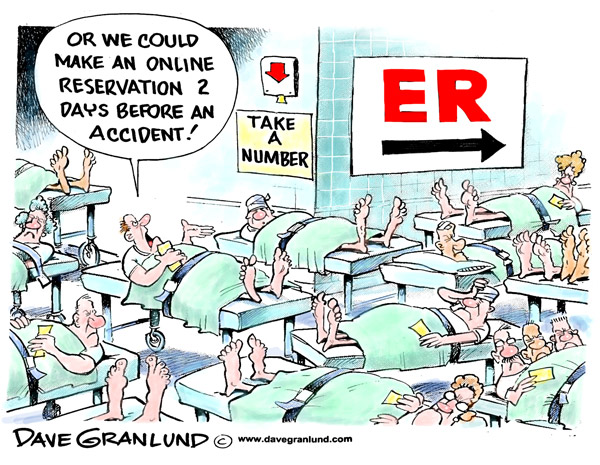 OR WE COULD
MAKE AN ONLINE
RESERVATION 2
DAYS BEFORE AN
ACCIDENT!
TAKE
A
NUMBER
ER
DAVE GRANLUND © www.davegranlund.com